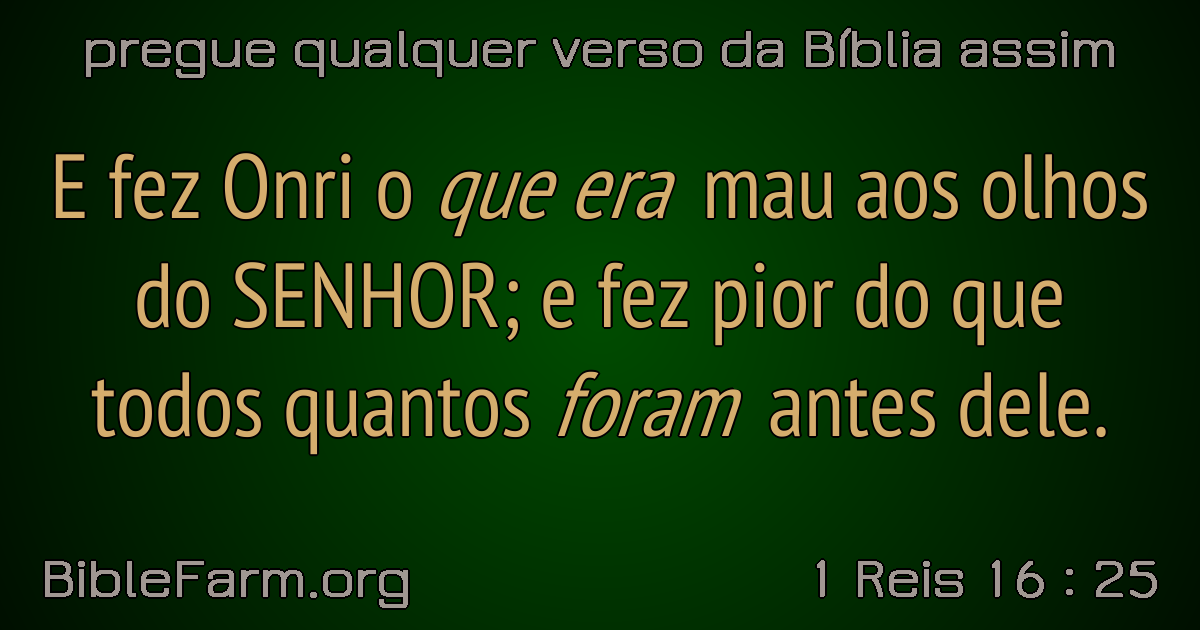 pregue qualquer verso da Bíblia assim
E fez Onri o que era mau aos olhos
do SENHOR; e fez pior do que
todos quantos foram antes dele.
BibleFarm.org
1 Reis 16 : 25